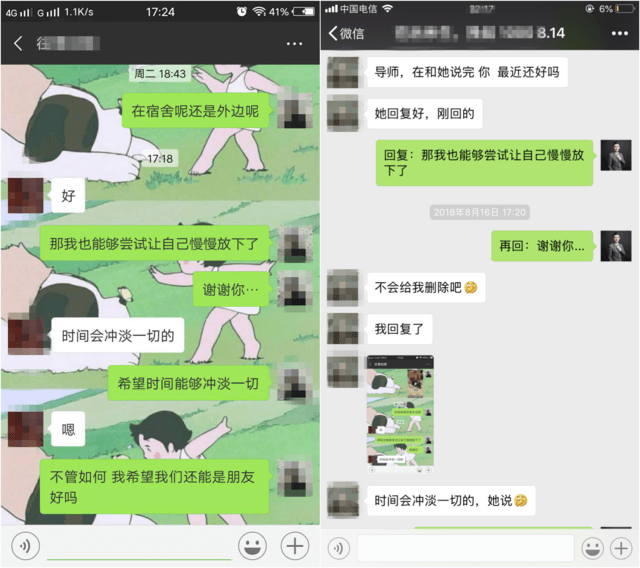 4G G 1.1K/s 17:24 41%
往
周二 18:43
在宿舍呢还是外边呢
17:18
好
那我也能够尝试让自己慢慢放下了
谢谢你…
时间会冲淡一切的
希望时间能够冲淡一切
嗯
不管如何 我希望我们还能是朋友
好吗
中国电信 6%
微信 8.14
导师，在和她说完 你 最近还好吗
她回复好，刚回的
回复：那我也能够尝试让自己慢慢放
下了
2018年8月16日 17:20
再回：谢谢你...
不会给我删除吧
我回复了
时间会冲淡一切的，她说